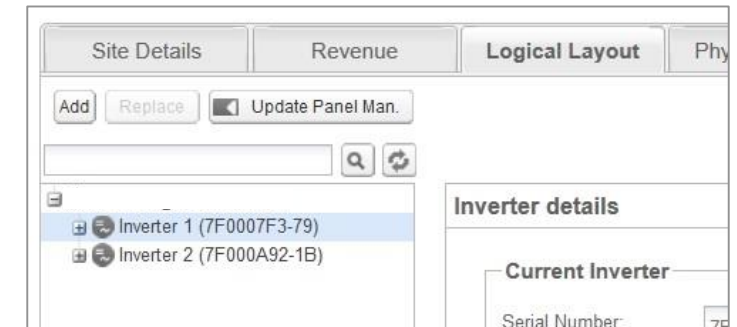 Site Details Revenue Logical Layout Phy
Add Replace Update Panel Man.
Inverter details
Inverter 1 (7F0007F3-79)
Inverter 2 (7F000A92-1B)
Current Inverter
Serial Number: